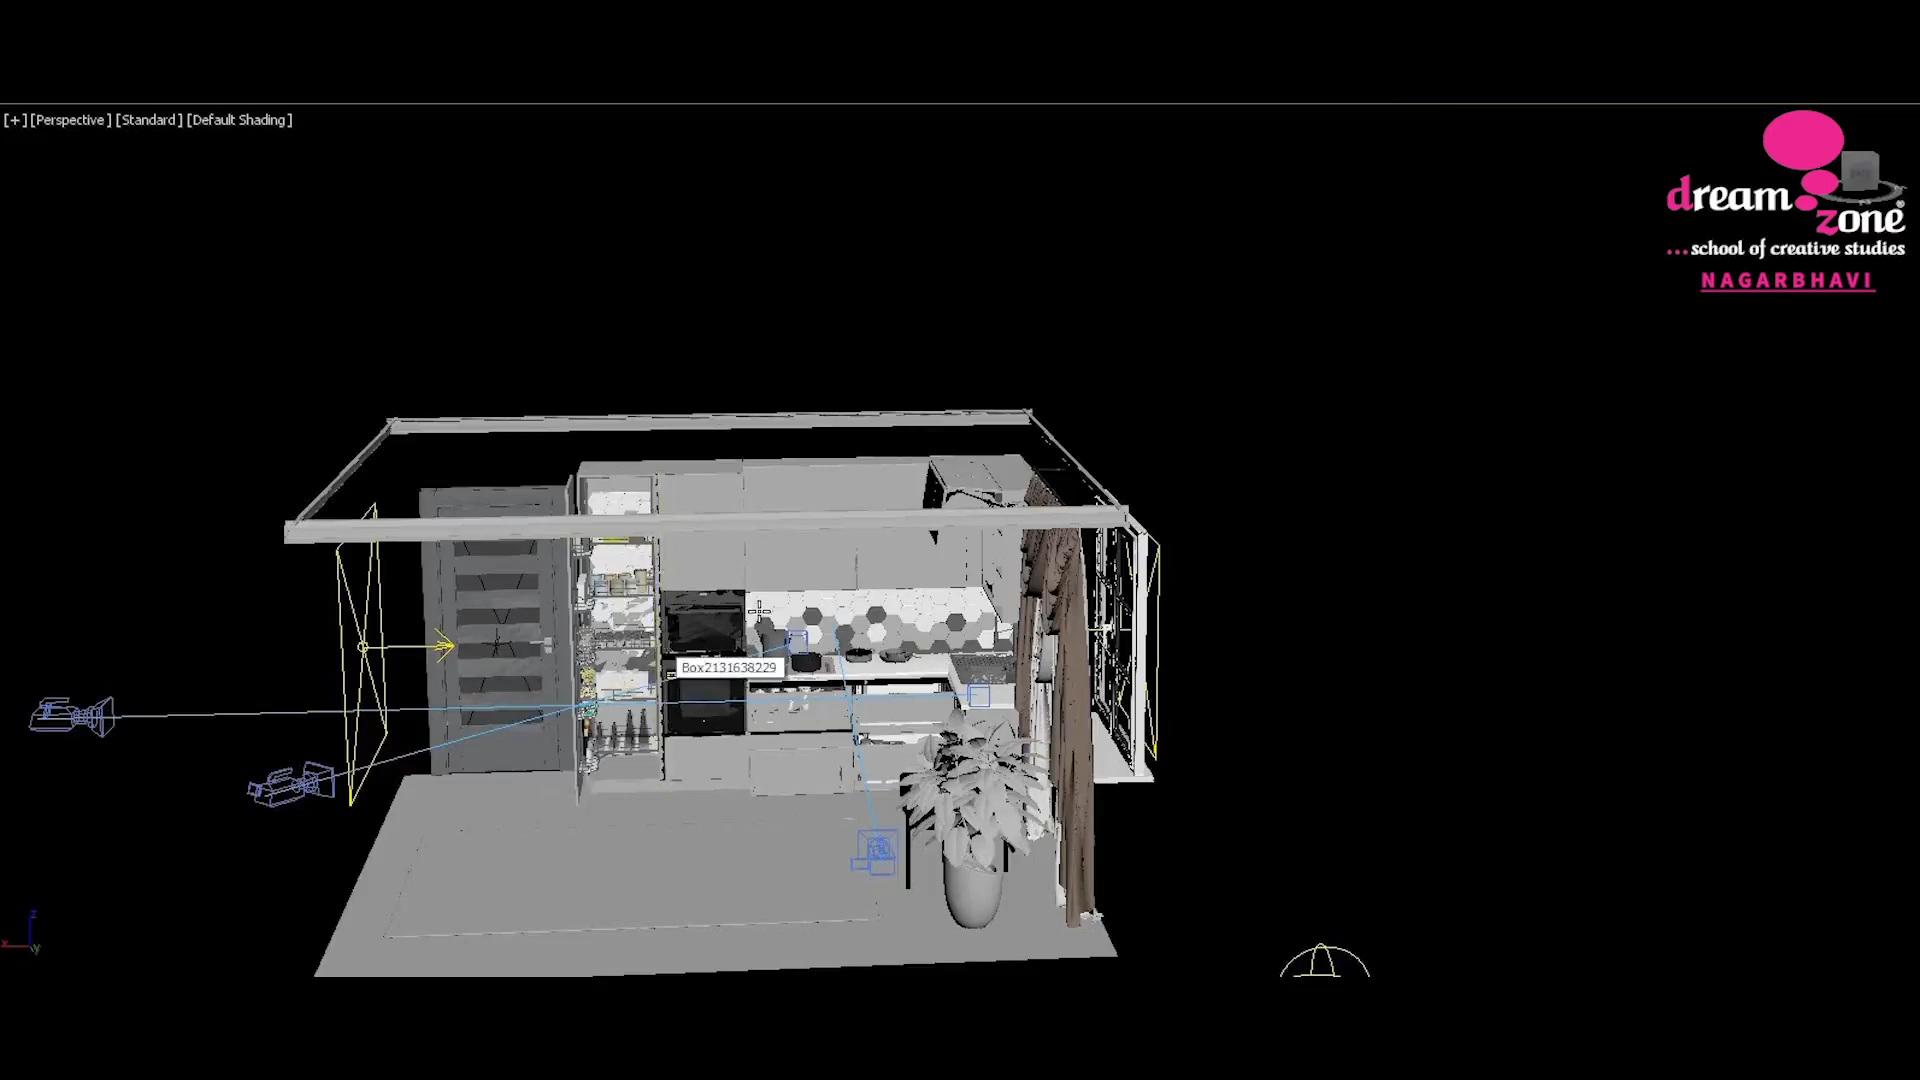 [+] [Perspective ] [Standard ] [Default Shading ]
dream
zone®
...school of creative studies
NAGARBHAVI
Box2131638229
z
x
y